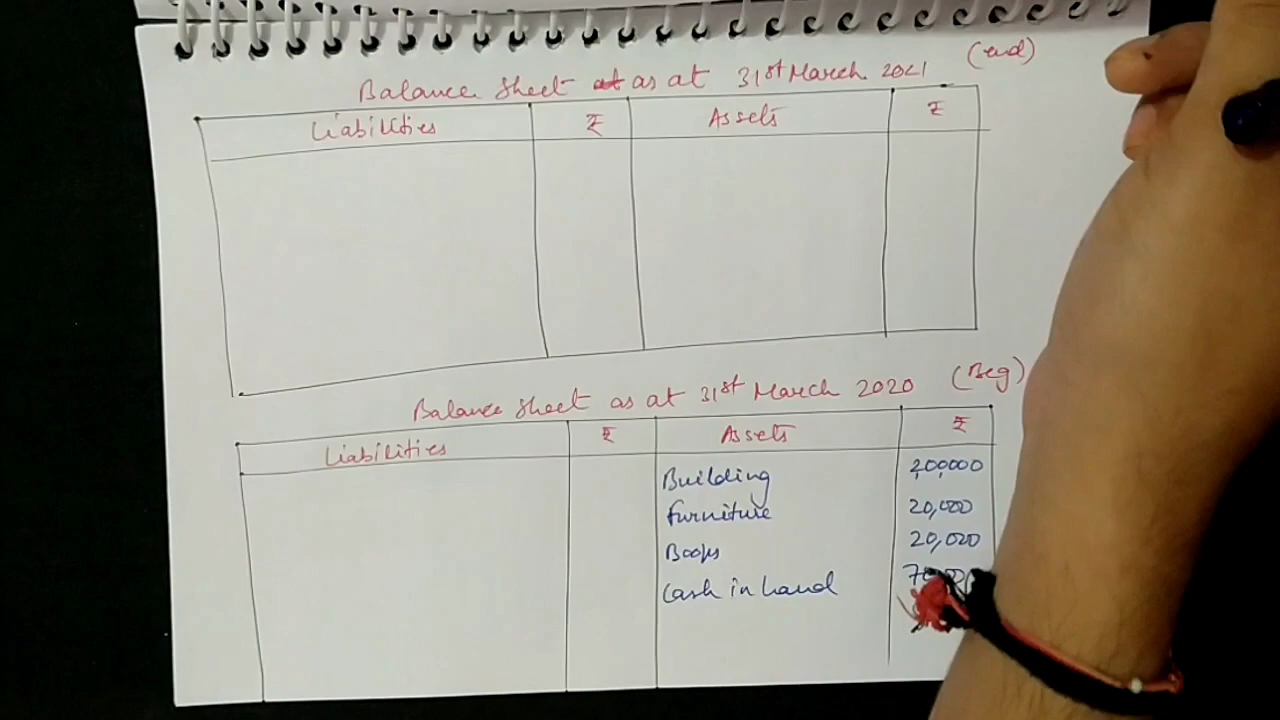 Balance Sheet at as at 31st March 2021 (end)
Liabilities ₹ Assets ₹
Balance Sheet as at 31st March 2020 (Beg)
Liabilities ₹ Assets ₹
Building 2,00,000
Furniture 20,000
Books 20,000
Cash in hand